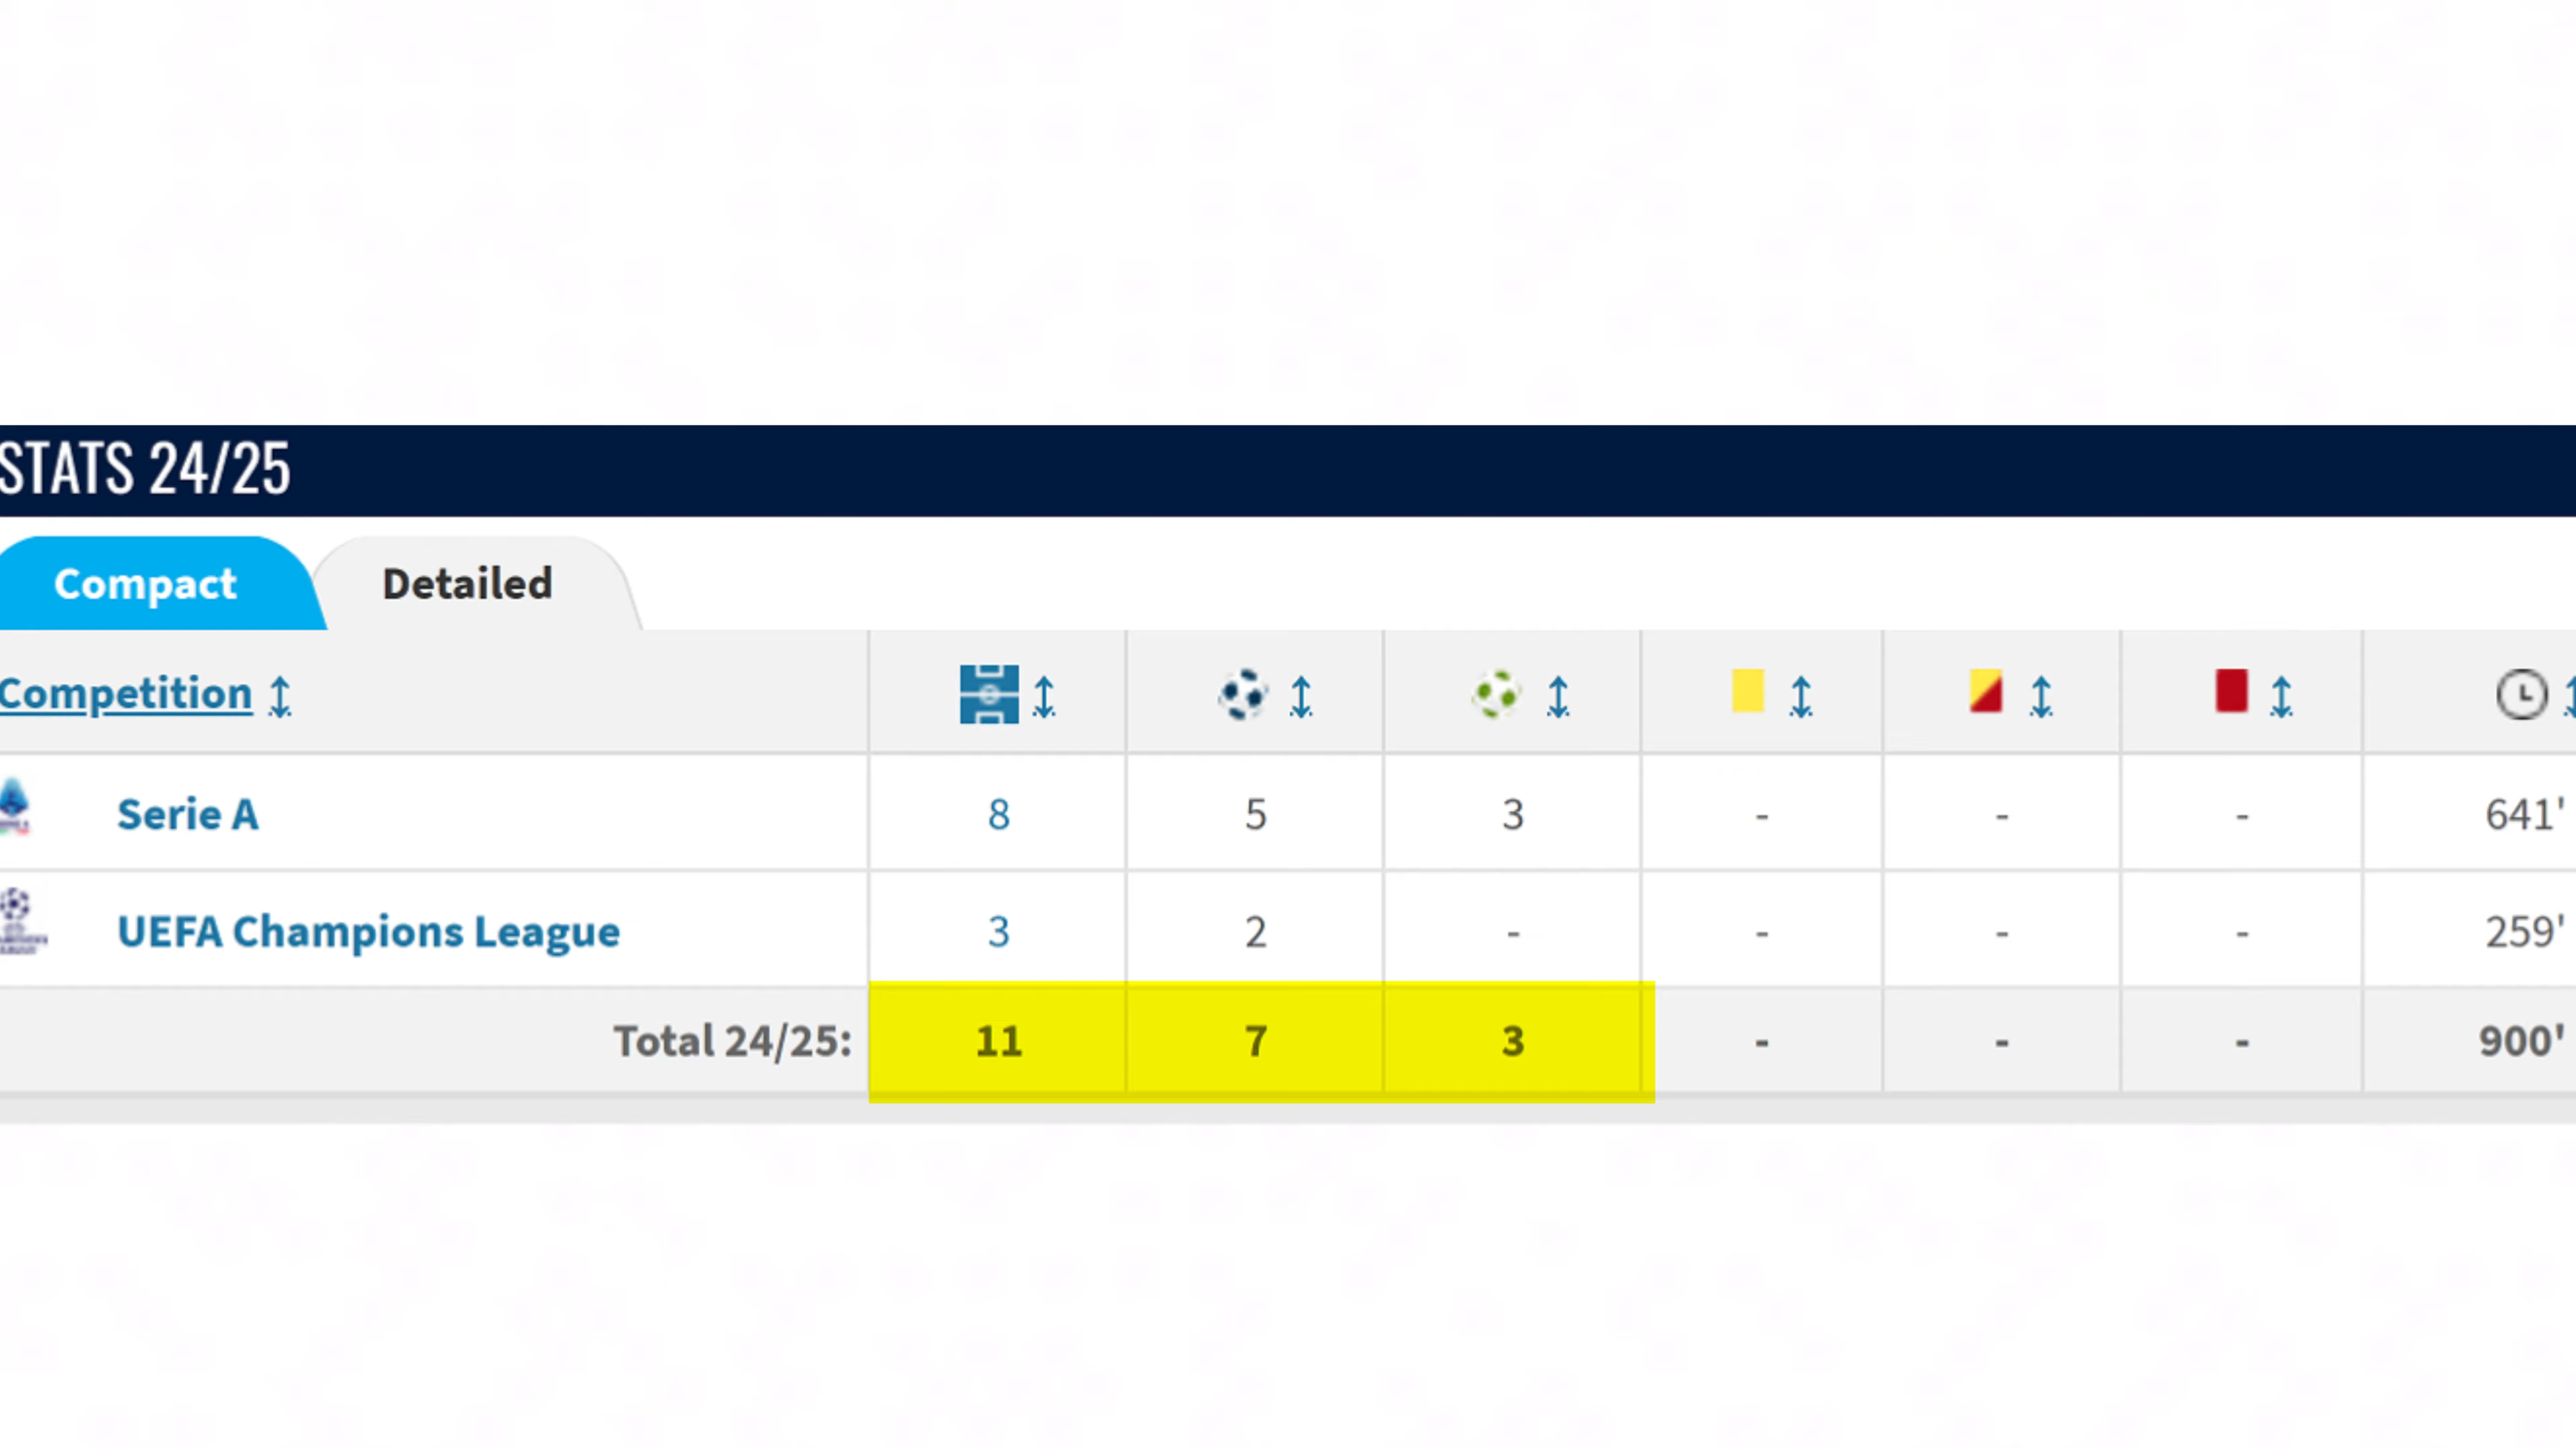 STATS 24/25
Compact Detailed
Competition
Serie A 8 5 3 - - - 641'
UEFA Champions League 3 2 - - - - 259'
Total 24/25: 11 7 3 - - - 900'